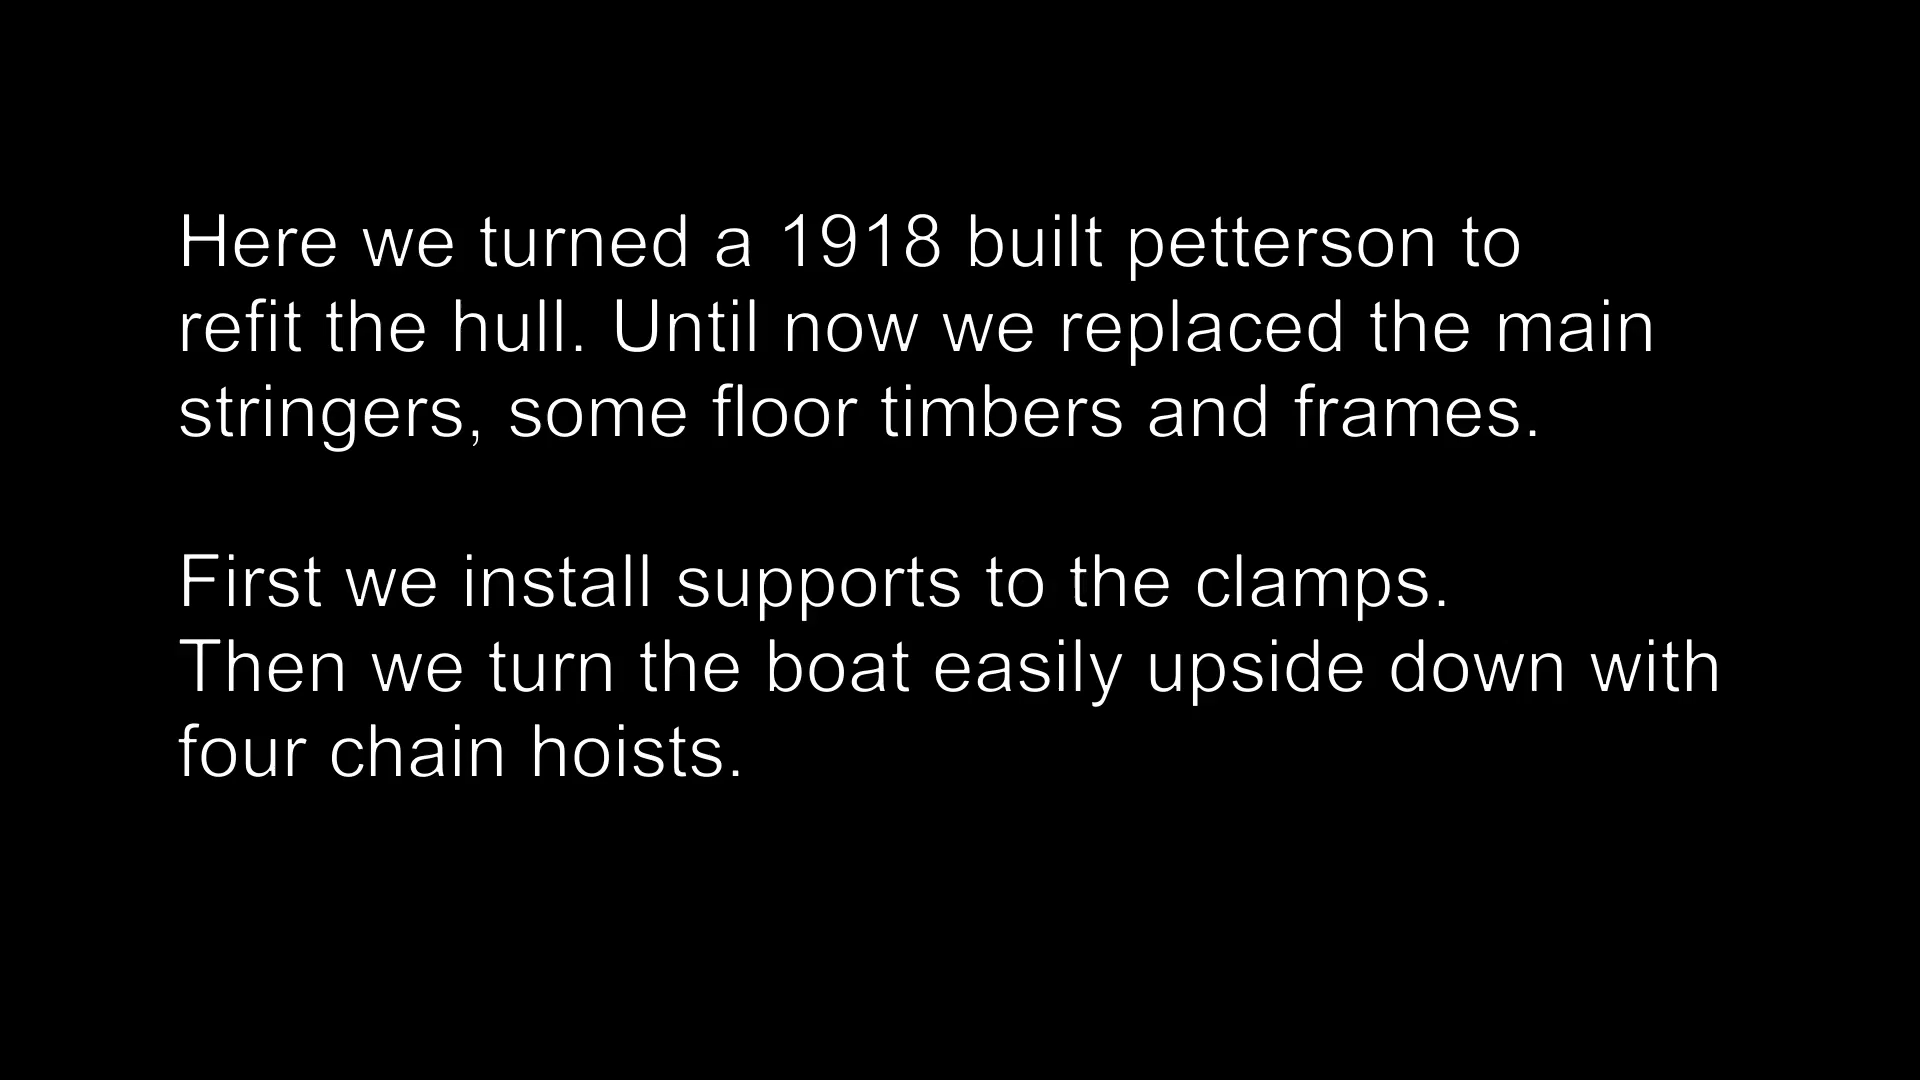 Here we turned a 1918 built petterson to
refit the hull. Until now we replaced the main
stringers, some floor timbers and frames.
First we install supports to the clamps.
Then we turn the boat easily upside down with
four chain hoists.